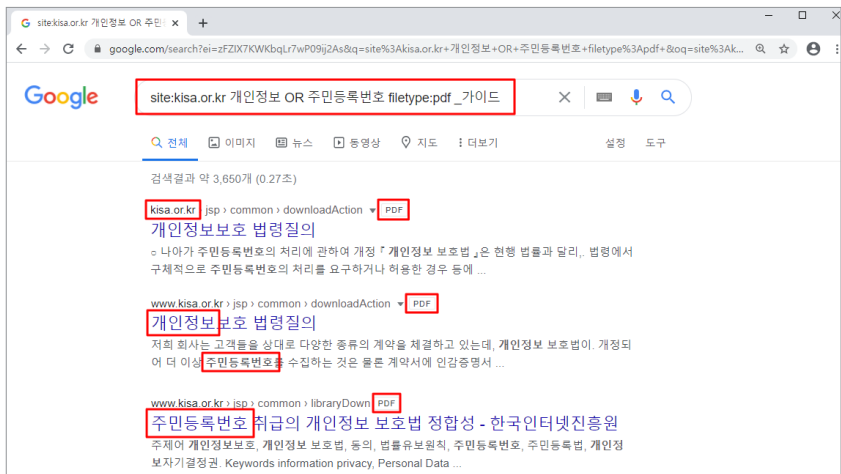 site:kisa.or.kr 개인정보 OR 주민
google.com/search?ei=zFZIX7KWKbqLr7wP09ij2As&q=site%3Akisa.or.kr+개인정보+OR+주민등록번호+filetype%3Apdf+&oq=site%3Ak...
Google
site:kisa.or.kr 개인정보 OR 주민등록번호 filetype:pdf _가이드
전체 이미지 뉴스 동영상 지도 더보기 설정 도구
검색결과 약 3,650개 (0.27초)
kisa.or.kr › jsp › common › downloadAction PDF
개인정보보호 법령질의
○ 나아가 주민등록번호의 처리에 관하여 개정『 개인정보 보호법 』은 현행 법률과 달리,. 법령에서
구체적으로 주민등록번호의 처리를 요구하거나 허용한 경우 등에 ...
www.kisa.or.kr › jsp › common › downloadAction PDF
개인정보보호 법령질의
저희 회사는 고객들을 상대로 다양한 종류의 계약을 체결하고 있는데, 개인정보 보호법이. 개정되
어 더 이상 주민등록번호를 수집하는 것은 물론 계약서에 인감증명서 ...
www.kisa.or.kr › jsp › common › libraryDown PDF
주민등록번호 취급의 개인정보 보호법 정합성 - 한국인터넷진흥원
주제어 개인정보보호, 개인정보 보호법, 동의, 법률유보원칙, 주민등록번호, 주민등록법, 개인정
보자기결정권. Keywords information privacy, Personal Data ...